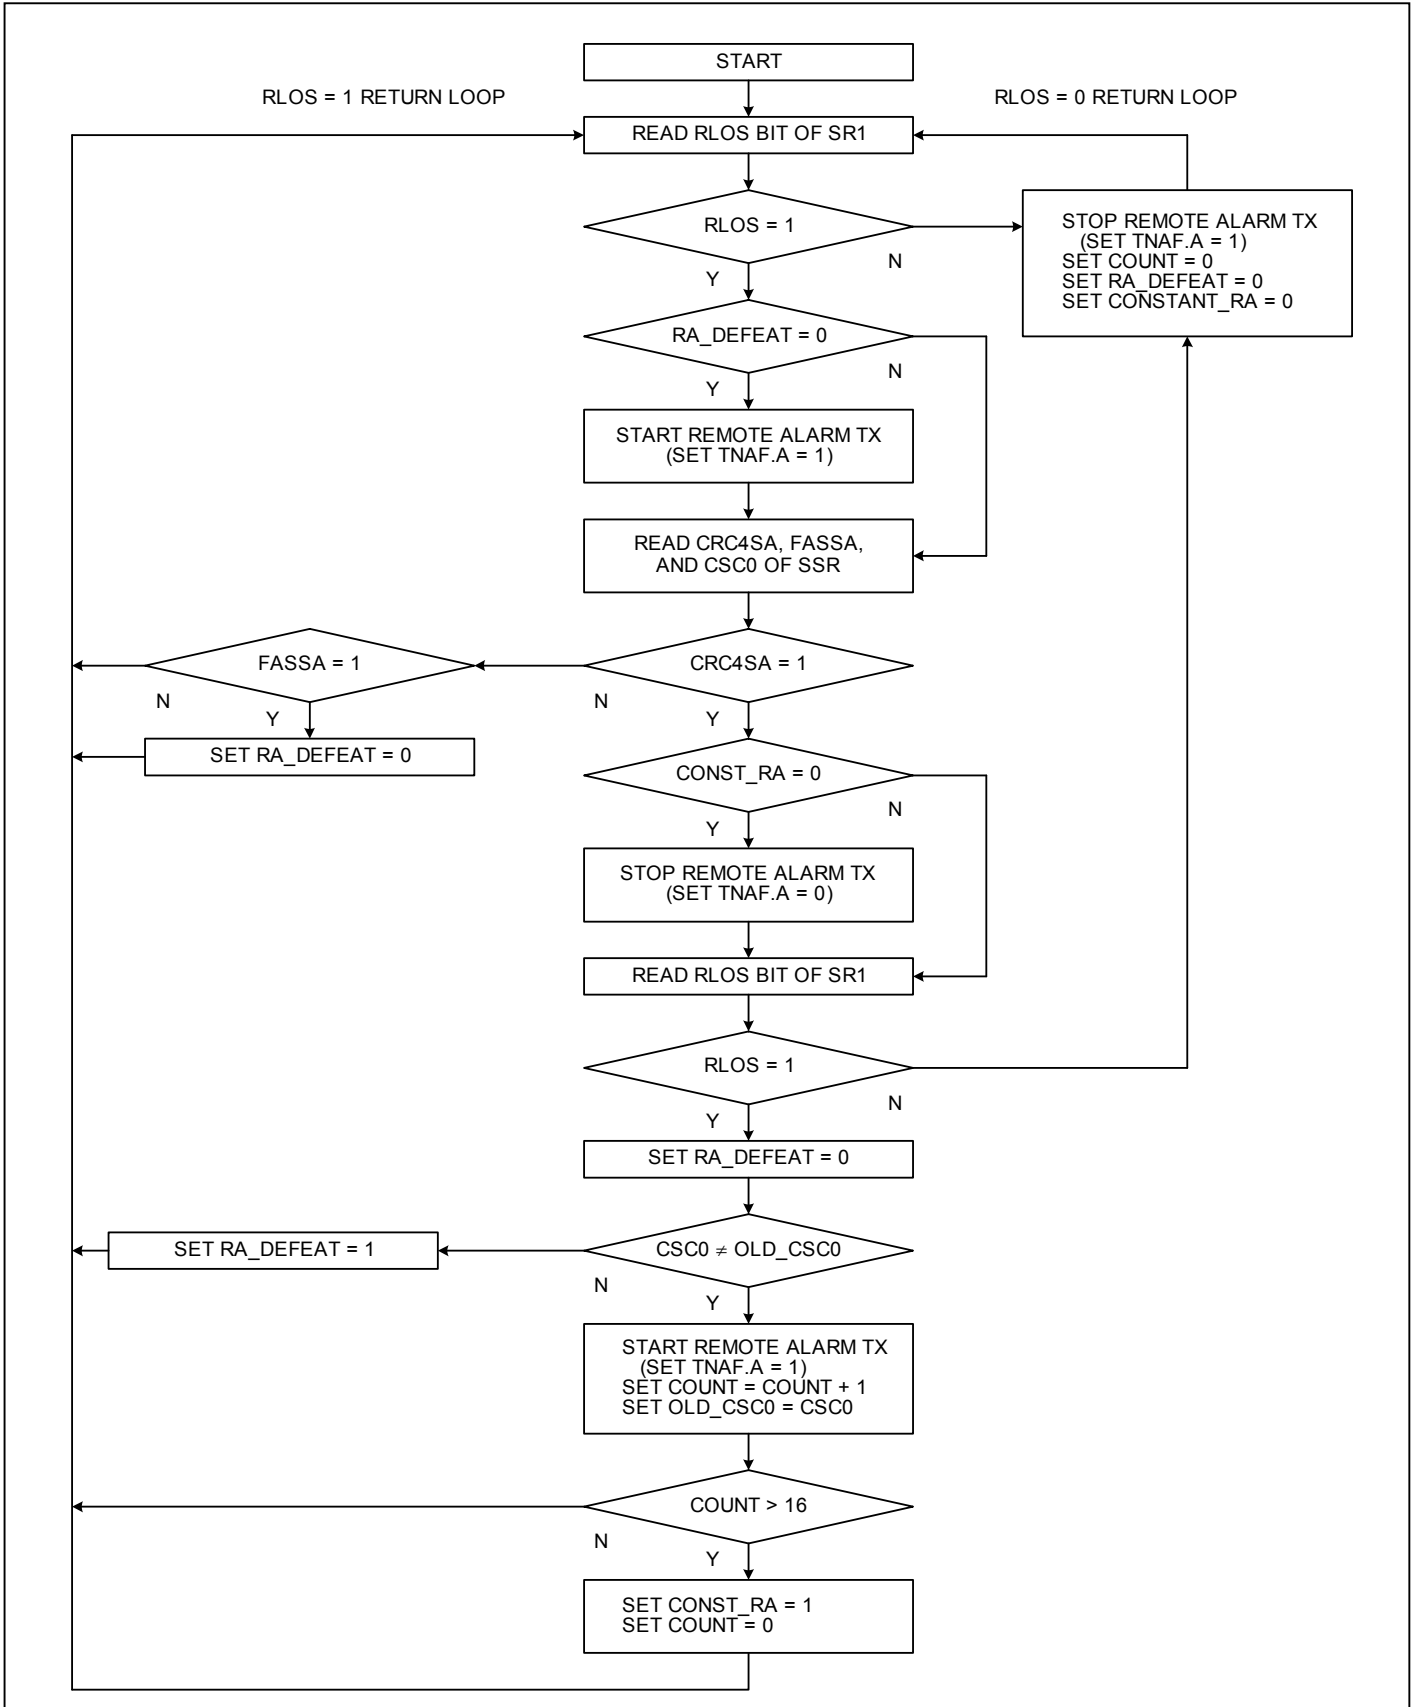 START
RLOS = 1 RETURN LOOP
RLOS = 0 RETURN LOOP
READ RLOS BIT OF SR1
RLOS = 1
N
Y
STOP REMOTE ALARM TX
(SET TNAF.A = 1)
SET COUNT = 0
SET RA_DEFEAT = 0
SET CONSTANT_RA = 0
RA_DEFEAT = 0
N
Y
START REMOTE ALARM TX
(SET TNAF.A = 1)
READ CRC4SA, FASSA,
AND CSC0 OF SSR
FASSA = 1
CRC4SA = 1
N
Y
N
Y
SET RA_DEFEAT = 0
CONST_RA = 0
N
Y
STOP REMOTE ALARM TX
(SET TNAF.A = 0)
READ RLOS BIT OF SR1
RLOS = 1
N
Y
SET RA_DEFEAT = 0
SET RA_DEFEAT = 1
CSC0 ≠ OLD_CSC0
N
Y
START REMOTE ALARM TX
(SET TNAF.A = 1)
SET COUNT = COUNT + 1
SET OLD_CSC0 = CSC0
COUNT > 16
N
Y
SET CONST_RA = 1
SET COUNT = 0